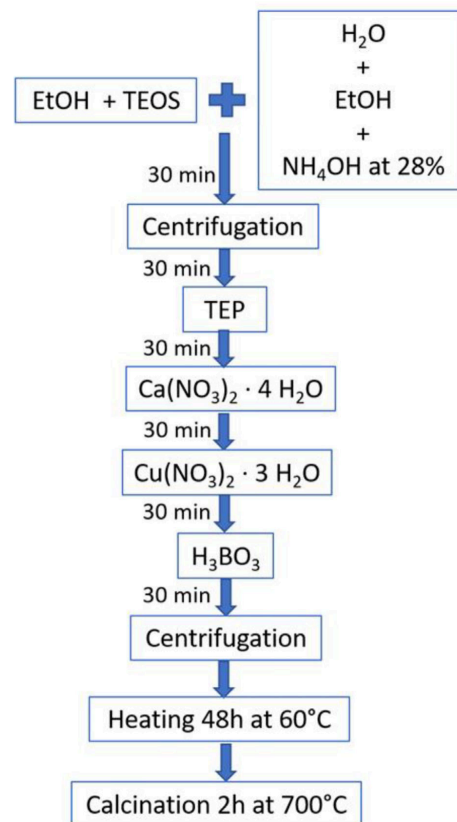 EtOH + TEOS
H₂O
+
EtOH
+
NH₄OH at 28%
30 min
Centrifugation
30 min
TEP
30 min
Ca(NO₃)₂ · 4 H₂O
30 min
Cu(NO₃)₂ · 3 H₂O
30 min
H₃BO₃
30 min
Centrifugation
Heating 48h at 60°C
Calcination 2h at 700°C